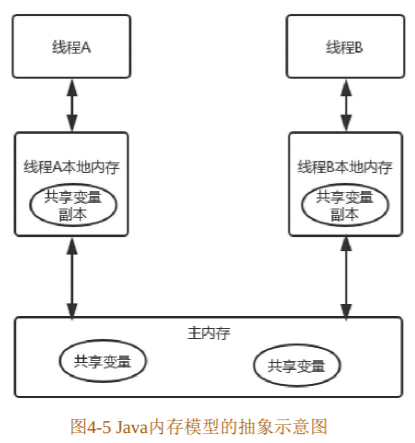 线程A
线程B
线程A本地内存
线程B本地内存
共享变量
副本
共享变量
副本
主内存
共享变量
共享变量
图4-5 Java内存模型的抽象示意图